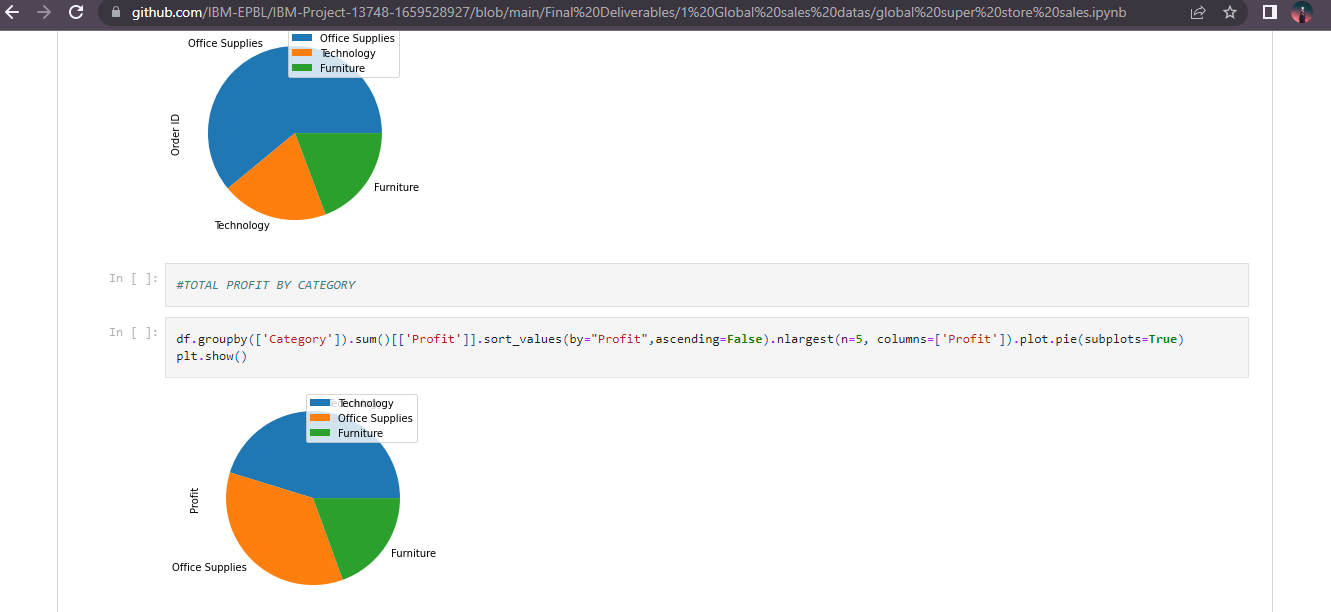 github.com/IBM-EPBL/IBM-Project-13748-1659528927/blob/main/Final%20Deliverables/1%20Global%20sales%20datas/global%20super%20store%20sales.ipynb
Office Supplies
Office Supplies
Technology
Furniture
Order ID
Furniture
Technology
In [ ]:
#TOTAL PROFIT BY CATEGORY
In [ ]:
df.groupby(['Category']).sum()[['Profit']].sort_values(by="Profit",ascending=False).nlargest(n=5, columns=['Profit']).plot.pie(subplots=True)
plt.show()
Technology
Office Supplies
Furniture
Profit
Furniture
Office Supplies